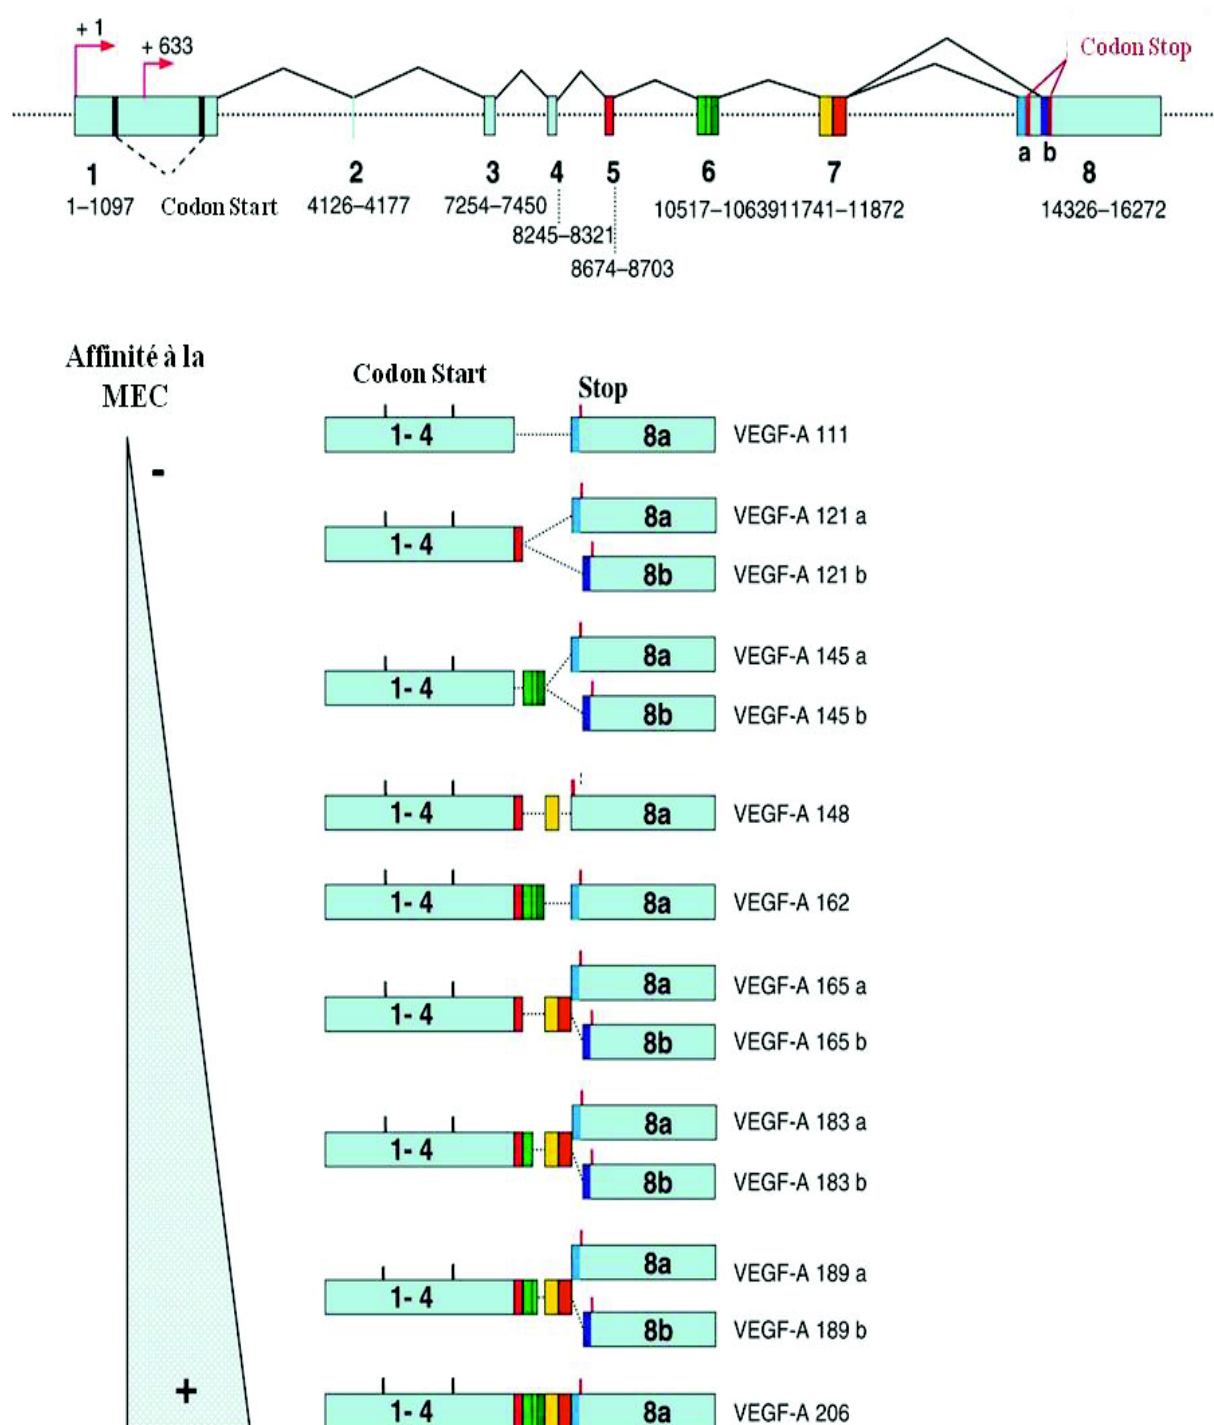 + 1
+ 633
Codon Stop
a b
1 2 3 4 5 6 7 8
1–1097 Codon Start 4126–4177 7254–7450 10517–1063911741–11872 14326–16272
8245–8321
8674–8703
Affinité à la
MEC
Codon Start
Stop
1- 4 8a VEGF-A 111
-
8a VEGF-A 121 a
1- 4
8b VEGF-A 121 b
8a VEGF-A 145 a
1- 4
8b VEGF-A 145 b
1- 4 8a VEGF-A 148
1- 4 8a VEGF-A 162
8a VEGF-A 165 a
1- 4
8b VEGF-A 165 b
8a VEGF-A 183 a
1- 4
8b VEGF-A 183 b
8a VEGF-A 189 a
1- 4
8b VEGF-A 189 b
+
1- 4 8a VEGF-A 206